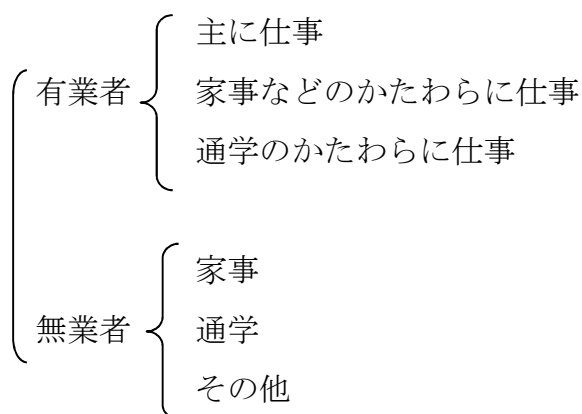 主に仕事
有業者
家事などのかたわらに仕事
通学のかたわらに仕事
家事
無業者
通学
その他